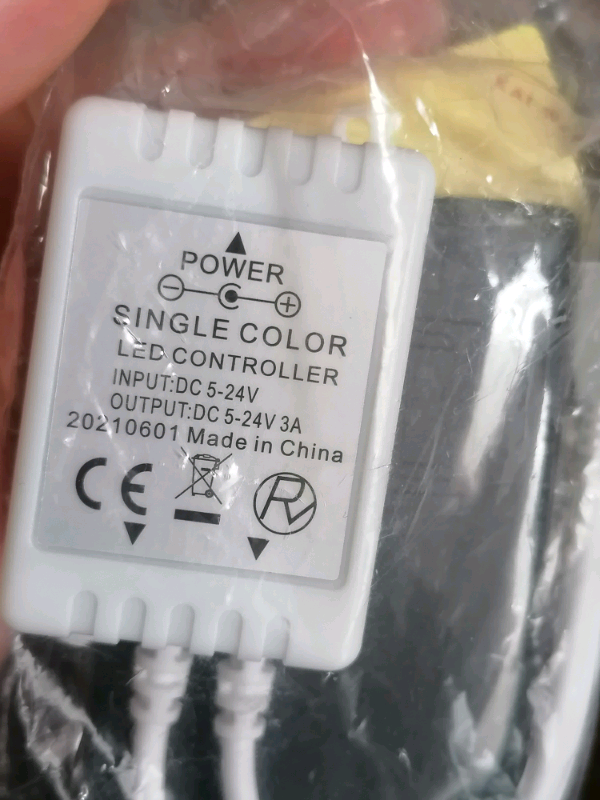 POWER
SINGLE COLOR
LED CONTROLLER
INPUT:DC 5-24V
OUTPUT:DC 5-24V 3A
20210601 Made in China
CE